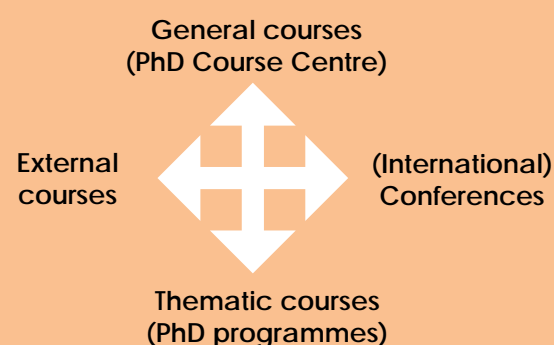 General courses
(PhD Course Centre)
External
courses
(International)
Conferences
Thematic courses
(PhD programmes)